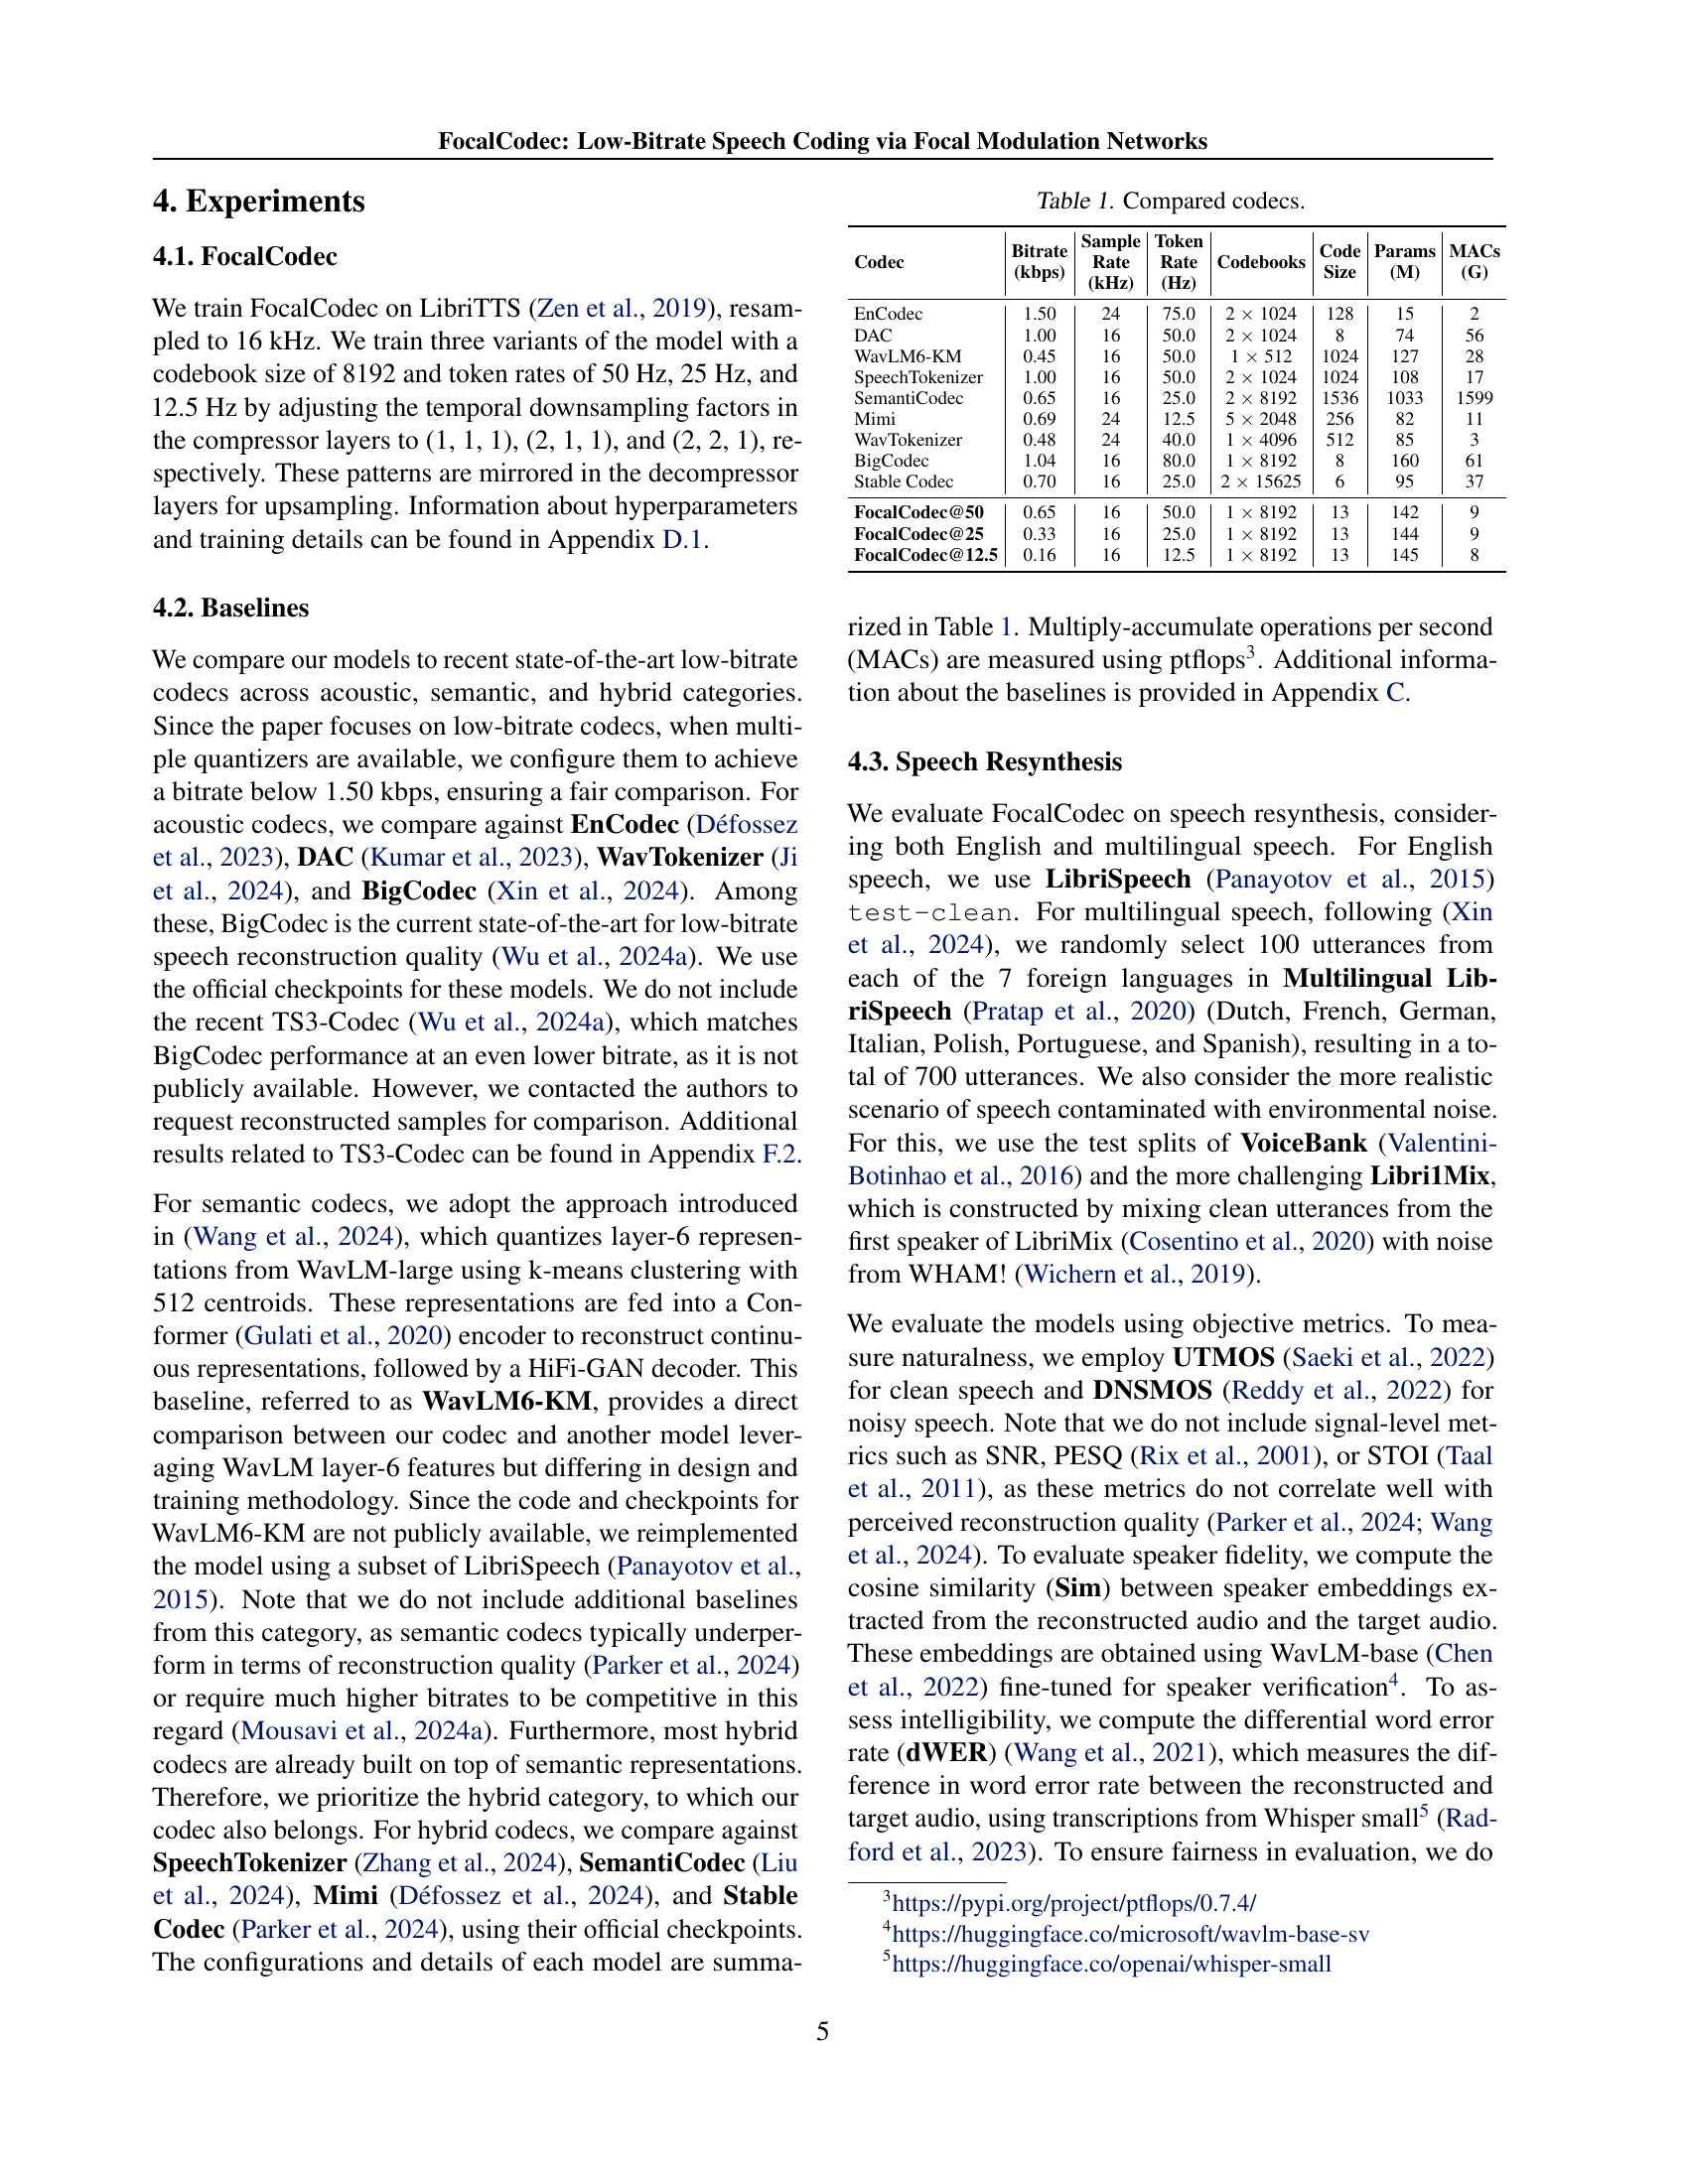 FocalCodec: Low-Bitrate Speech Coding via Focal Modulation Networks
4. Experiments
4.1. FocalCodec
We train FocalCodec on LibriTTS (Zen et al., 2019), resam-
pled to 16 kHz. We train three variants of the model with a
codebook size of 8192 and token rates of 50 Hz, 25 Hz, and
12.5 Hz by adjusting the temporal downsampling factors in
the compressor layers to (1, 1, 1), (2, 1, 1), and (2, 2, 1), re-
spectively. These patterns are mirrored in the decompressor
layers for upsampling. Information about hyperparameters
and training details can be found in Appendix D.1.
4.2. Baselines
We compare our models to recent state-of-the-art low-bitrate
codecs across acoustic, semantic, and hybrid categories.
Since the paper focuses on low-bitrate codecs, when multi-
ple quantizers are available, we configure them to achieve
a bitrate below 1.50 kbps, ensuring a fair comparison. For
acoustic codecs, we compare against EnCodec (Défossez
et al., 2023), DAC (Kumar et al., 2023), WavTokenizer (Ji
et al., 2024), and BigCodec (Xin et al., 2024). Among
these, BigCodec is the current state-of-the-art for low-bitrate
speech reconstruction quality (Wu et al., 2024a). We use
the official checkpoints for these models. We do not include
the recent TS3-Codec (Wu et al., 2024a), which matches
BigCodec performance at an even lower bitrate, as it is not
publicly available. However, we contacted the authors to
request reconstructed samples for comparison. Additional
results related to TS3-Codec can be found in Appendix F.2.
For semantic codecs, we adopt the approach introduced
in (Wang et al., 2024), which quantizes layer-6 represen-
tations from WavLM-large using k-means clustering with
512 centroids. These representations are fed into a Con-
former (Gulati et al., 2020) encoder to reconstruct continu-
ous representations, followed by a HiFi-GAN decoder. This
baseline, referred to as WavLM6-KM, provides a direct
comparison between our codec and another model lever-
aging WavLM layer-6 features but differing in design and
training methodology. Since the code and checkpoints for
WavLM6-KM are not publicly available, we reimplemented
the model using a subset of LibriSpeech (Panayotov et al.,
2015). Note that we do not include additional baselines
from this category, as semantic codecs typically underper-
form in terms of reconstruction quality (Parker et al., 2024)
or require much higher bitrates to be competitive in this
regard (Mousavi et al., 2024a). Furthermore, most hybrid
codecs are already built on top of semantic representations.
Therefore, we prioritize the hybrid category, to which our
codec also belongs. For hybrid codecs, we compare against
SpeechTokenizer (Zhang et al., 2024), SemantiCodec (Liu
et al., 2024), Mimi (Défossez et al., 2024), and Stable
Codec (Parker et al., 2024), using their official checkpoints.
The configurations and details of each model are summa-
Table 1. Compared codecs.
Codec Bitrate (kbps) Sample Rate (kHz) Token Rate (Hz) Codebooks Code Size Params (M) MACs (G)
EnCodec 1.50 24 75.0 2 × 1024 128 15 2
DAC 1.00 16 50.0 2 × 1024 8 74 56
WavLM6-KM 0.45 16 50.0 1 × 512 1024 127 28
SpeechTokenizer 1.00 16 50.0 2 × 1024 1024 108 17
SemantiCodec 0.65 16 25.0 2 × 8192 1536 1033 1599
Mimi 0.69 24 12.5 5 × 2048 256 82 11
WavTokenizer 0.48 24 40.0 1 × 4096 512 85 3
BigCodec 1.04 16 80.0 1 × 8192 8 160 61
Stable Codec 0.70 16 25.0 2 × 15625 6 95 37
FocalCodec@50 0.65 16 50.0 1 × 8192 13 142 9
FocalCodec@25 0.33 16 25.0 1 × 8192 13 144 9
FocalCodec@12.5 0.16 16 12.5 1 × 8192 13 145 8
rized in Table 1. Multiply-accumulate operations per second
(MACs) are measured using ptflops3. Additional informa-
tion about the baselines is provided in Appendix C.
4.3. Speech Resynthesis
We evaluate FocalCodec on speech resynthesis, consider-
ing both English and multilingual speech. For English
speech, we use LibriSpeech (Panayotov et al., 2015)
test-clean. For multilingual speech, following (Xin
et al., 2024), we randomly select 100 utterances from
each of the 7 foreign languages in Multilingual Lib-
riSpeech (Pratap et al., 2020) (Dutch, French, German,
Italian, Polish, Portuguese, and Spanish), resulting in a to-
tal of 700 utterances. We also consider the more realistic
scenario of speech contaminated with environmental noise.
For this, we use the test splits of VoiceBank (Valentini-
Botinhao et al., 2016) and the more challenging Libri1Mix,
which is constructed by mixing clean utterances from the
first speaker of LibriMix (Cosentino et al., 2020) with noise
from WHAM! (Wichern et al., 2019).
We evaluate the models using objective metrics. To mea-
sure naturalness, we employ UTMOS (Saeki et al., 2022)
for clean speech and DNSMOS (Reddy et al., 2022) for
noisy speech. Note that we do not include signal-level met-
rics such as SNR, PESQ (Rix et al., 2001), or STOI (Taal
et al., 2011), as these metrics do not correlate well with
perceived reconstruction quality (Parker et al., 2024; Wang
et al., 2024). To evaluate speaker fidelity, we compute the
cosine similarity (Sim) between speaker embeddings ex-
tracted from the reconstructed audio and the target audio.
These embeddings are obtained using WavLM-base (Chen
et al., 2022) fine-tuned for speaker verification4. To as-
sess intelligibility, we compute the differential word error
rate (dWER) (Wang et al., 2021), which measures the dif-
ference in word error rate between the reconstructed and
target audio, using transcriptions from Whisper small5 (Rad-
ford et al., 2023). To ensure fairness in evaluation, we do
3https://pypi.org/project/ptflops/0.7.4/
4https://huggingface.co/microsoft/wavlm-base-sv
5https://huggingface.co/openai/whisper-small
5